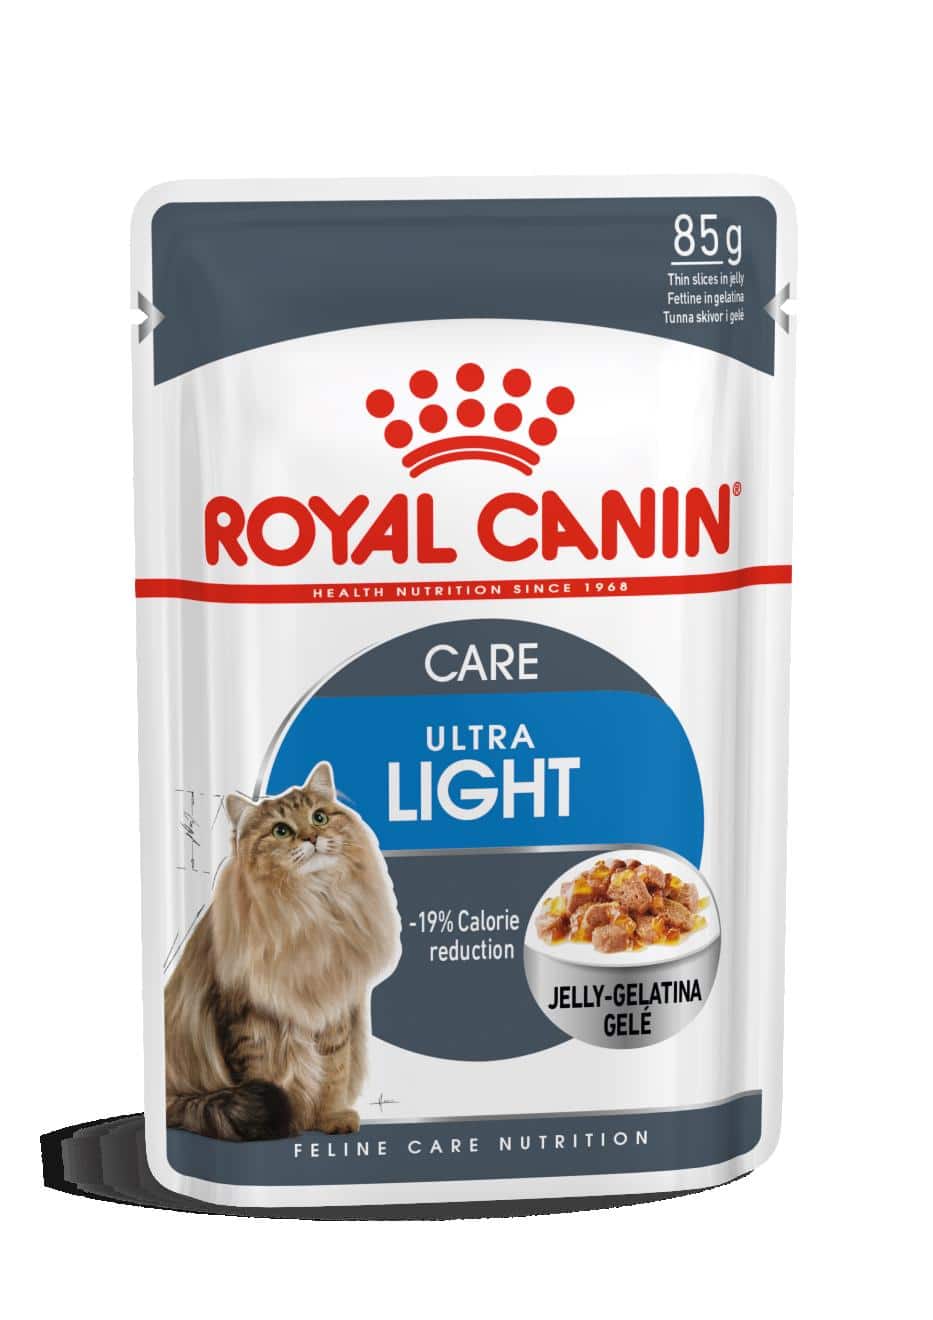 85g
Thin slices in jelly
Fettine in gelatina
Tunna skivor i gelé
ROYAL CANIN®
HEALTH NUTRITION SINCE 1968
CARE
ULTRA
LIGHT
-19% Calorie
reduction
JELLY-GELATINA
GELÉ
FELINE CARE NUTRITION